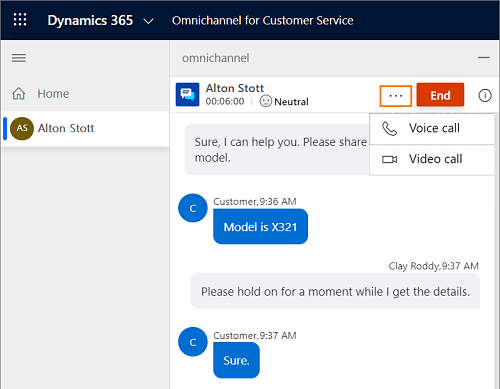 Dynamics 365
Omnichannel for Customer Service
omnichannel
Home
AS
Alton Stott
Alton Stott
00:06:00
Neutral
...
End
Voice call
Video call
Sure, I can help you. Please share
model.
Customer,9:36 AM
C
Model is X321
Clay Roddy,9:37 AM
Please hold on for a moment while I get the details.
Customer,9:37 AM
C
Sure.